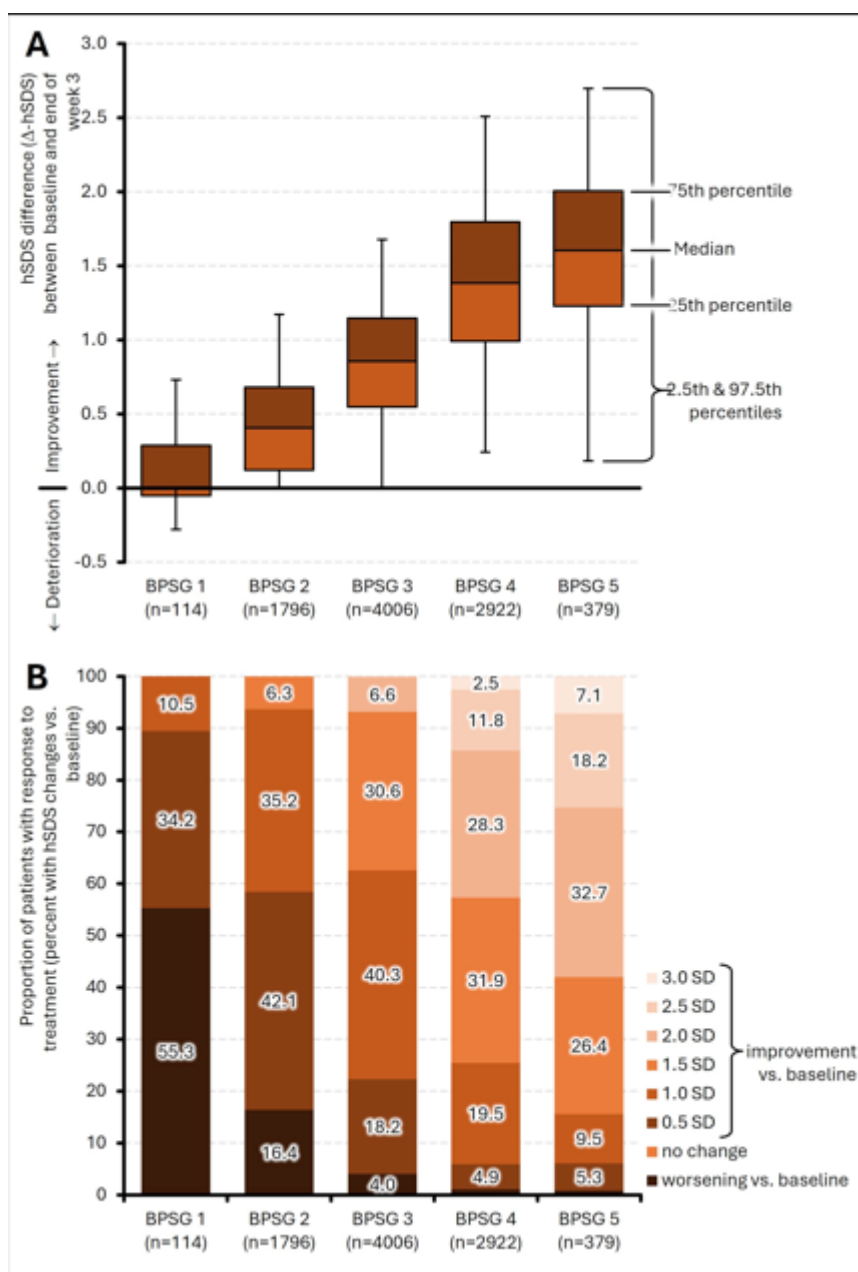 A
hSDS difference (Δ-hSDS)
between baseline and end of
week 3
Improvement →
← Deterioration
3.0
2.5
2.0
1.5
1.0
0.5
0.0
-0.5
75th percentile
Median
25th percentile
2.5th & 97.5th
percentiles
BPSG 1
(n=114)
BPSG 2
(n=1796)
BPSG 3
(n=4006)
BPSG 4
(n=2922)
BPSG 5
(n=379)
B
Proportion of patients with response to
treatment (percent with hSDS changes vs.
baseline)
100
90
80
70
60
50
40
30
20
10
0
10.5
34.2
55.3
6.3
35.2
42.1
16.4
6.6
30.6
40.3
18.2
4.0
2.5
11.8
28.3
31.9
19.5
4.9
7.1
18.2
32.7
26.4
9.5
5.3
3.0 SD
2.5 SD
2.0 SD
1.5 SD
1.0 SD
0.5 SD
no change
worsening vs. baseline
improvement
vs. baseline
BPSG 1
(n=114)
BPSG 2
(n=1796)
BPSG 3
(n=4006)
BPSG 4
(n=2922)
BPSG 5
(n=379)